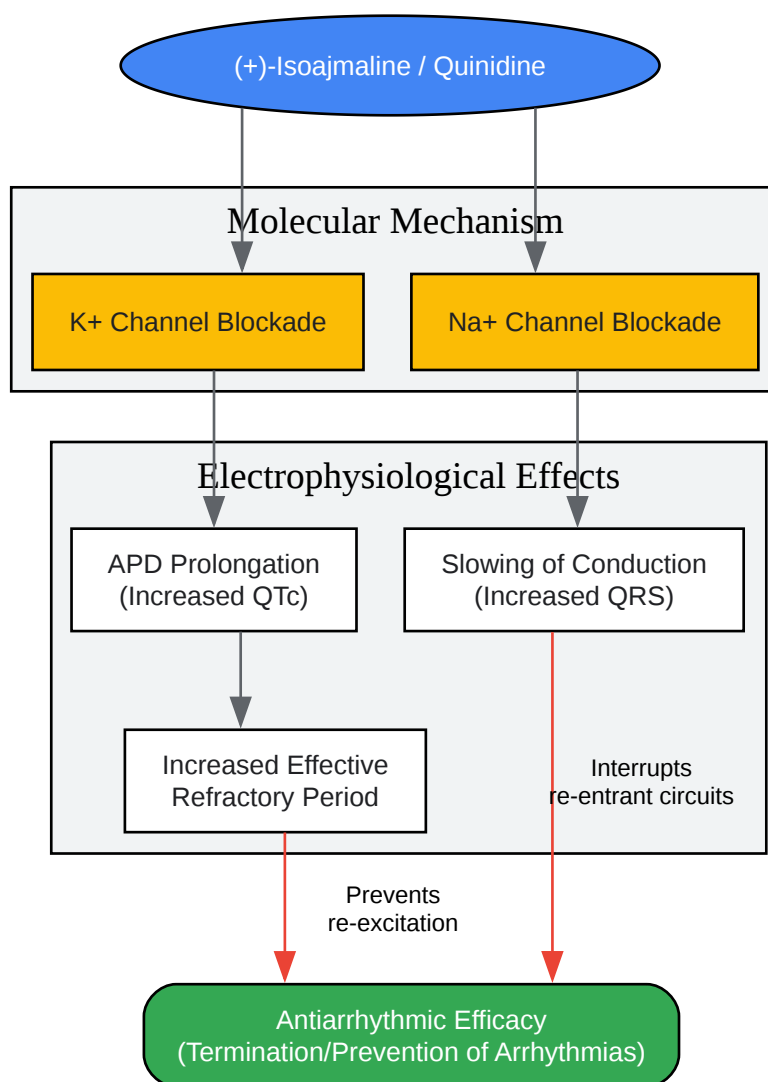 (+)-Isoajmaline / Quinidine
Molecular Mechanism
K+ Channel Blockade
Na+ Channel Blockade
Electrophysiological Effects
APD Prolongation
(Increased QTc)
Slowing of Conduction
(Increased QRS)
Increased Effective
Refractory Period
Interrupts
re-entrant circuits
Prevents
re-excitation
Antiarrhythmic Efficacy
(Termination/Prevention of Arrhythmias)